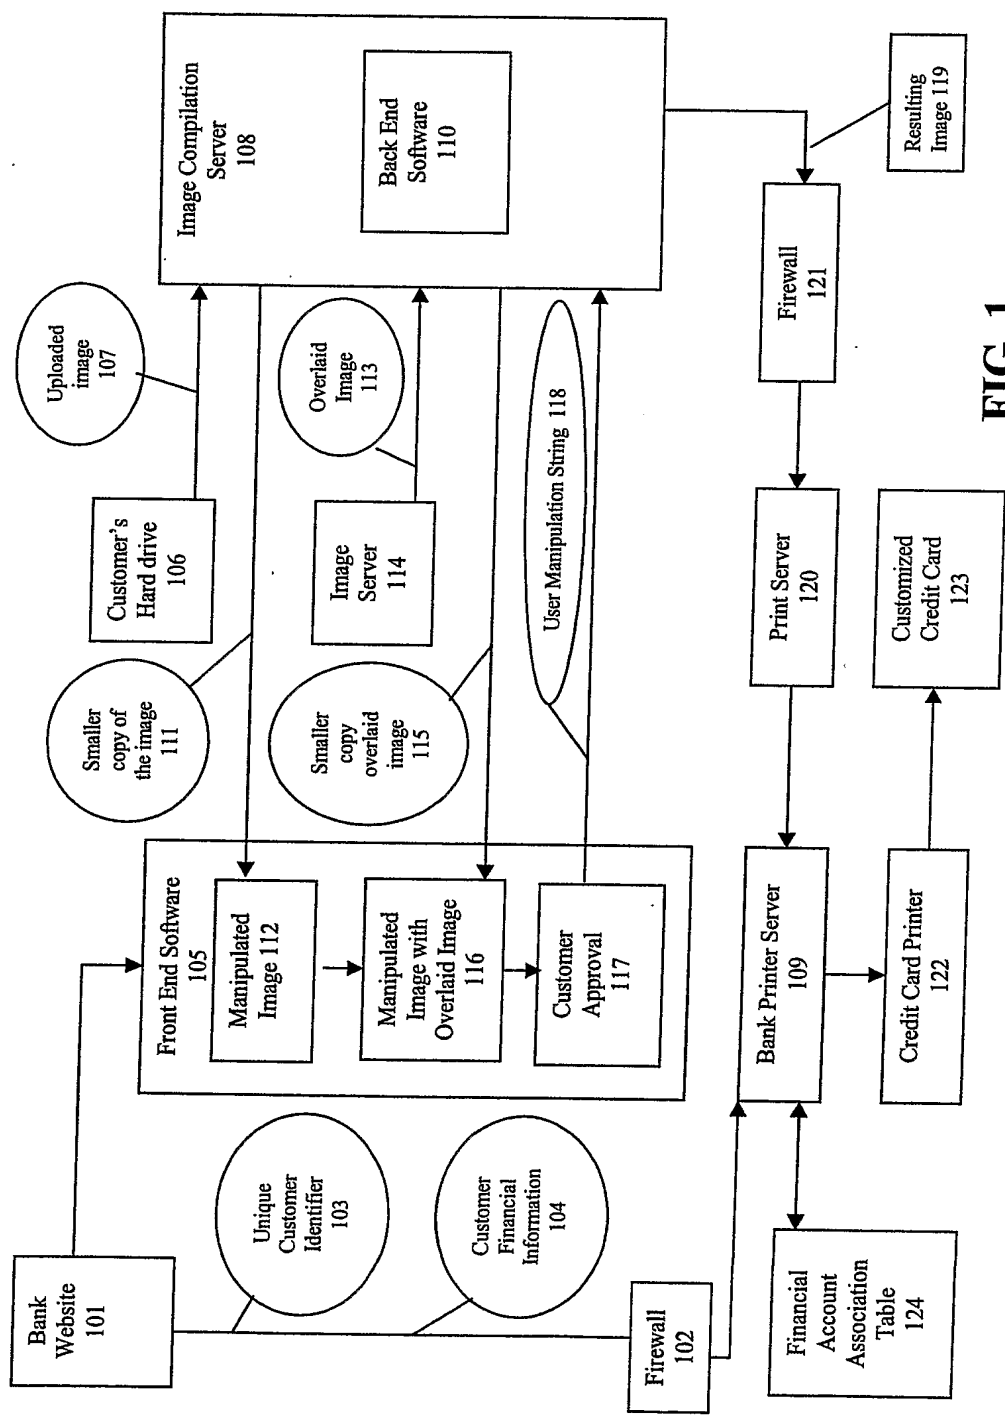 Bank
Website
101
Unique
Customer
Identifier
103
Customer
Financial
Information
104
Firewall
102
Front End Software
105
Manipulated
Image 112
Manipulated
Image with
Overlaid Image
116
Customer
Approval
117
Smaller
copy of
the image
111
Smaller
copy
overlaid
image
115
User Manipulation String 118
Customer's
Hard drive
106
Image
Server
114
Uploaded
image
107
Overlaid
Image
113
Image Compilation
Server
108
Back End
Software
110
Financial
Account
Association
Table
124
Bank Printer Server
109
Credit Card Printer
122
Print Server
120
Customized
Credit Card
123
Firewall
121
Resulting
Image 119
FIG 1